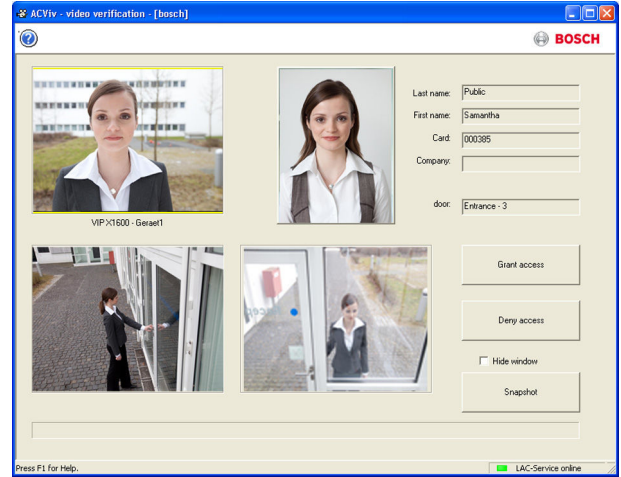 ACViv - video verification - [bosch]
BOSCH
Last name: Public
First name: Samantha
Card: 000385
Company:
door: Entrance - 3
VIP X1600 - Geraet1
Grant access
Deny access
Hide window
Snapshot
Press F1 for Help.
LAC-Service online